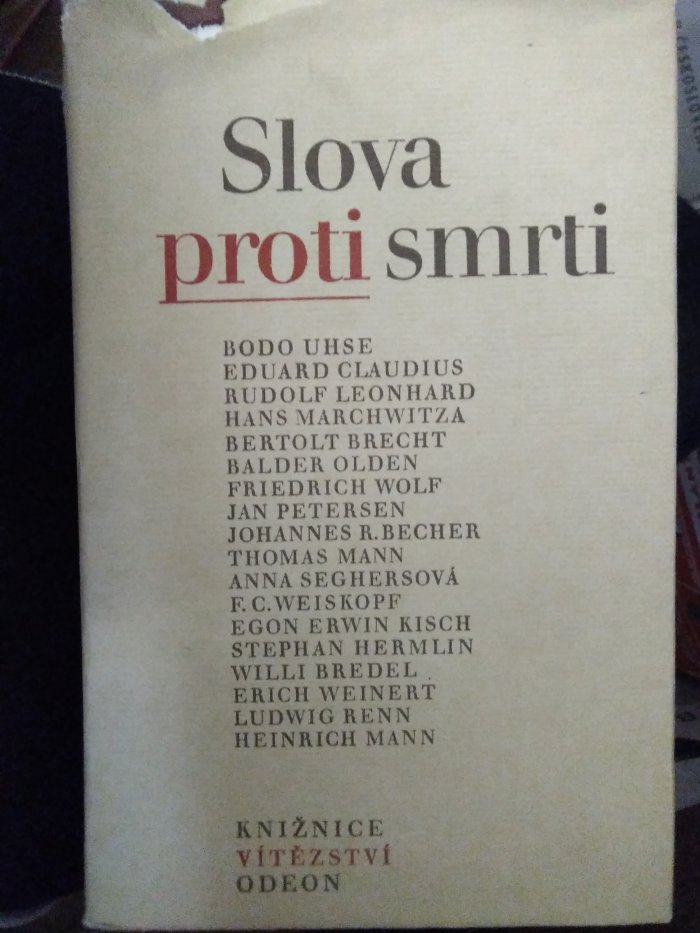 Slova
proti smrti
BODO UHSE
EDUARD CLAUDIUS
RUDOLF LEONHARD
HANS MARCHWITZA
BERTOLT BRECHT
BALDER OLDEN
FRIEDRICH WOLF
JAN PETERSEN
JOHANNES R. BECHER
THOMAS MANN
ANNA SEGHERSOVÁ
F. C. WEISKOPF
EGON ERWIN KISCH
STEPHAN HERMLIN
WILLI BREDEL
ERICH WEINERT
LUDWIG RENN
HEINRICH MANN
KNIŽNICE
VÍTĚZSTVÍ
ODEON